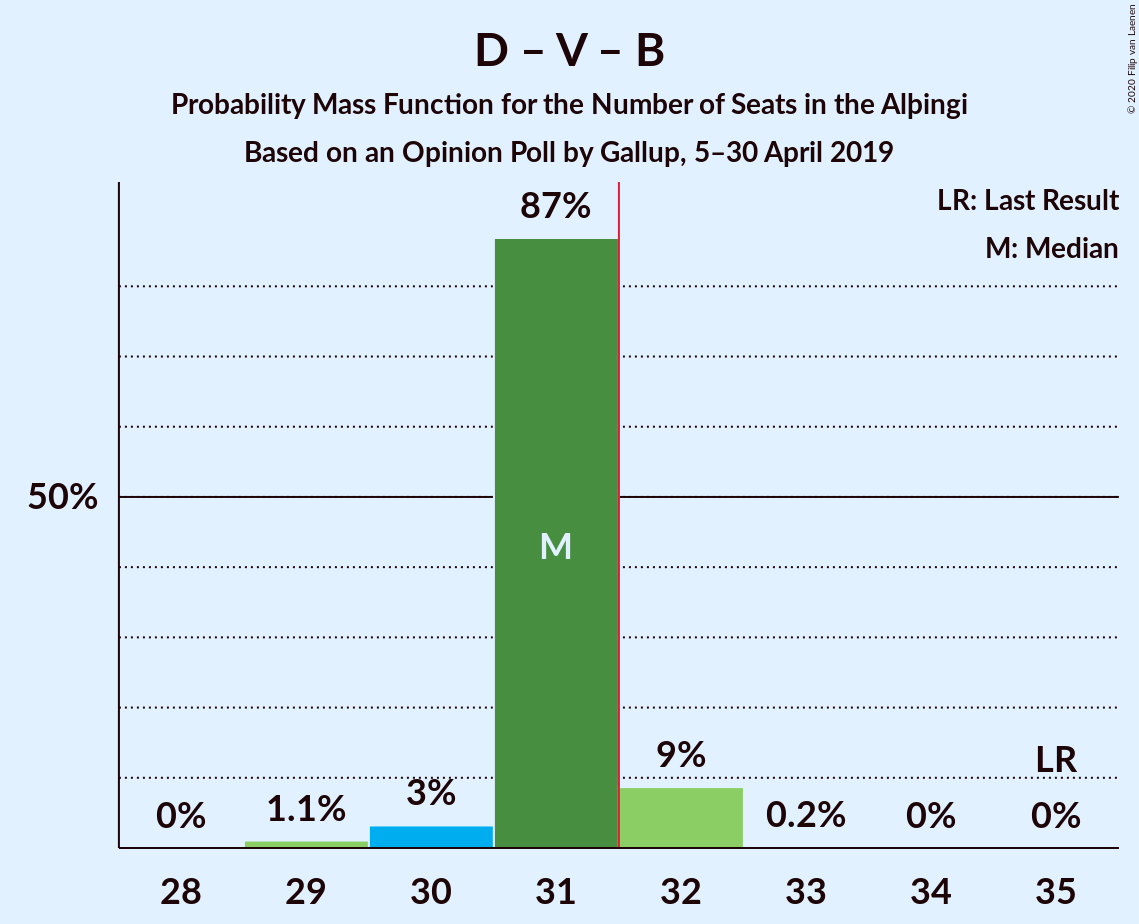 D – V – B
Probability Mass Function for the Number of Seats in the Alþingi
Based on an Opinion Poll by Gallup, 5–30 April 2019
© 2020 Filip van Laenen
LR: Last Result
M: Median
87%
50%
M
0%
1.1%
3%
9%
0.2%
0%
LR
0%
28 29 30 31 32 33 34 35